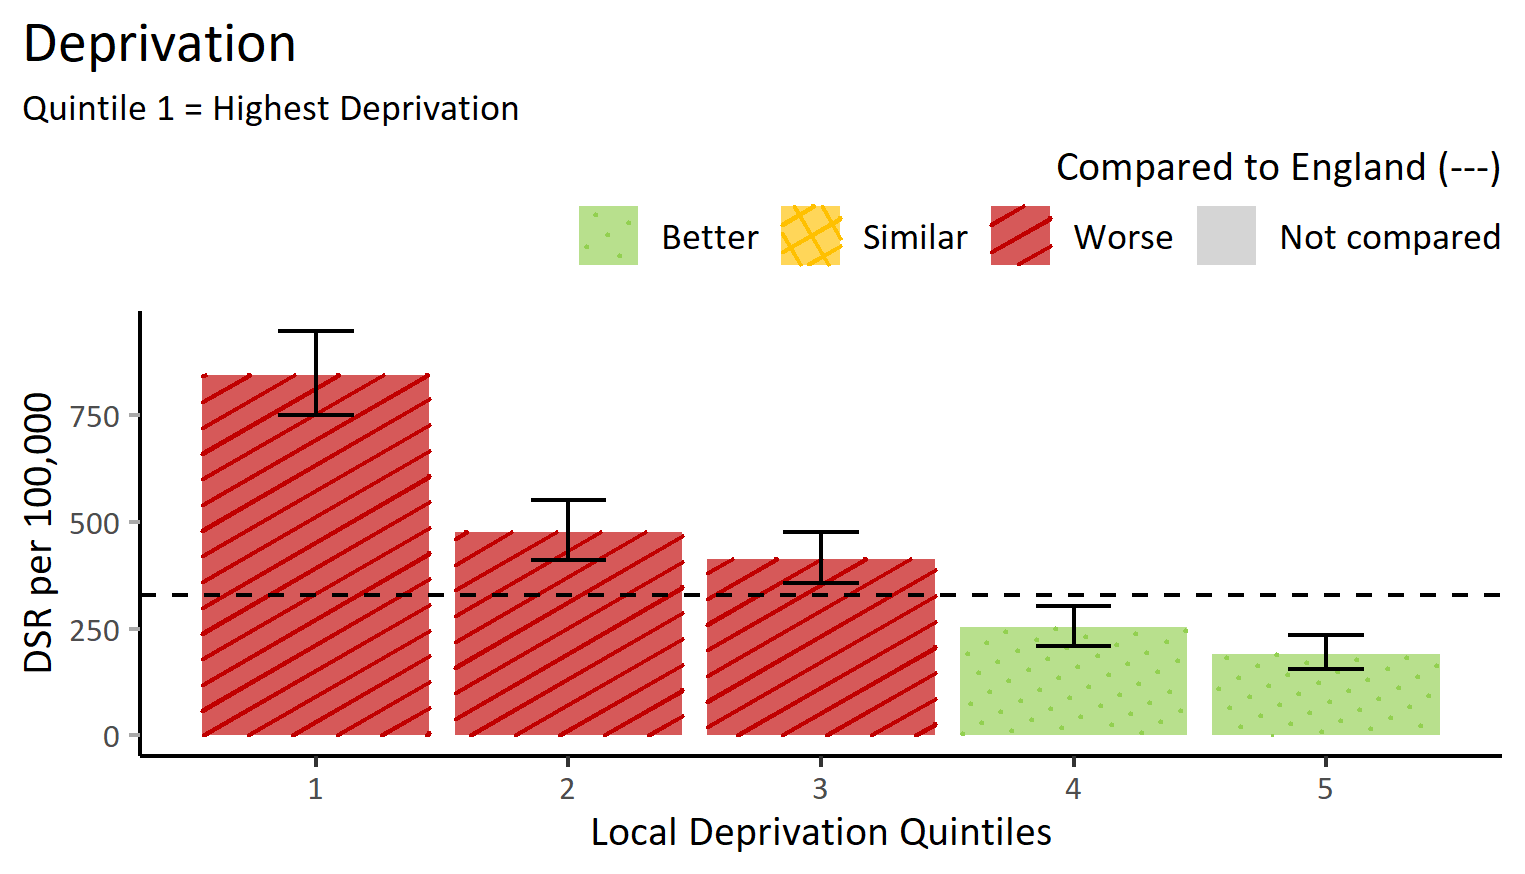 Deprivation
Quintile 1 = Highest Deprivation
Compared to England (---)
Better Similar Worse Not compared
DSR per 100,000
750
500
250
0
1 2 3 4 5
Local Deprivation Quintiles